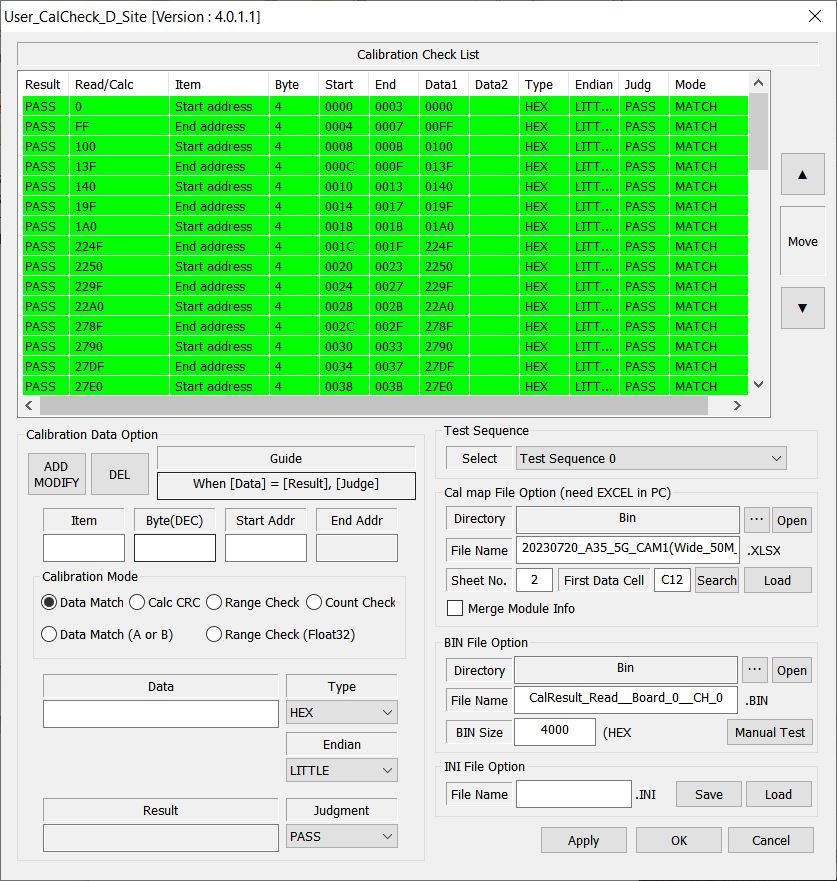 User_CalCheck_D_Site [Version : 4.0.1.1]
Calibration Check List
Result Read/Calc Item Byte Start End Data1 Data2 Type Endian Judg Mode
PASS 0 Start address 4 0000 0003 0000 HEX LITT... PASS MATCH
PASS FF End address 4 0004 0007 00FF HEX LITT... PASS MATCH
PASS 100 Start address 4 0008 000B 0100 HEX LITT... PASS MATCH
PASS 13F End address 4 000C 000F 013F HEX LITT... PASS MATCH
PASS 140 Start address 4 0010 0013 0140 HEX LITT... PASS MATCH
PASS 19F End address 4 0014 0017 019F HEX LITT... PASS MATCH
PASS 1A0 Start address 4 0018 001B 01A0 HEX LITT... PASS MATCH
PASS 224F End address 4 001C 001F 224F HEX LITT... PASS MATCH
PASS 2250 Start address 4 0020 0023 2250 HEX LITT... PASS MATCH
PASS 229F End address 4 0024 0027 229F HEX LITT... PASS MATCH
PASS 22A0 Start address 4 0028 002B 22A0 HEX LITT... PASS MATCH
PASS 278F End address 4 002C 002F 278F HEX LITT... PASS MATCH
PASS 2790 Start address 4 0030 0033 2790 HEX LITT... PASS MATCH
PASS 27DF End address 4 0034 0037 27DF HEX LITT... PASS MATCH
PASS 27E0 Start address 4 0038 003B 27E0 HEX LITT... PASS MATCH
Move
Calibration Data Option
ADD
MODIFY
DEL
Guide
When [Data] = [Result], [Judge]
Item Byte(DEC) Start Addr End Addr
Calibration Mode
Data Match Calc CRC Range Check Count Check
Data Match (A or B) Range Check (Float32)
Data Type
HEX
Endian
LITTLE
Result Judgment
PASS
Test Sequence
Select Test Sequence 0
Cal map File Option (need EXCEL in PC)
Directory Bin ... Open
File Name 20230720_A35_5G_CAM1(Wide_50M_ .XLSX
Sheet No. 2 First Data Cell C12 Search Load
Merge Module Info
BIN File Option
Directory Bin ... Open
File Name CalResult_Read__Board_0__CH_0 .BIN
BIN Size 4000 (HEX Manual Test
INI File Option
File Name .INI Save Load
Apply OK Cancel